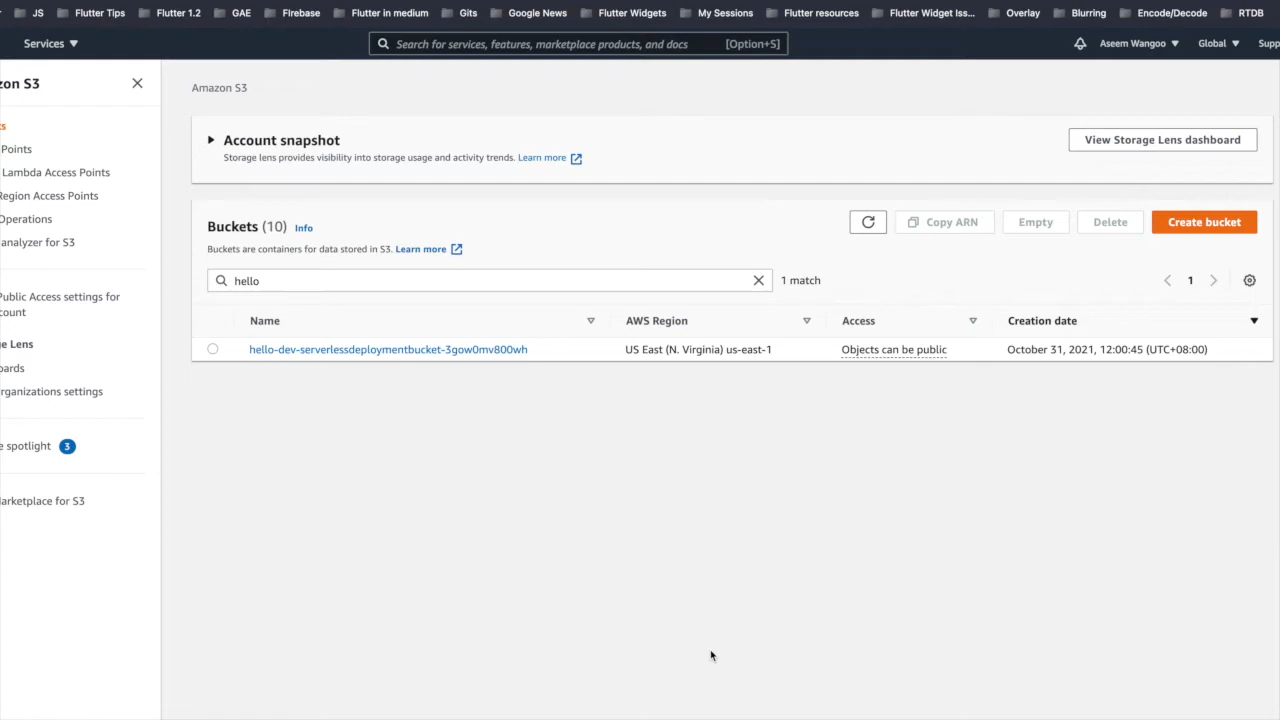 JS Flutter Tips Flutter 1.2 GAE Firebase Flutter in medium Gits Google News Flutter Widgets My Sessions Flutter resources Flutter Widget Iss... Overlay Blurring Encode/Decode RTDB
Services Search for services, features, marketplace products, and docs [Option+S] Aseem Wangoo Global Supp
zon S3
ts
Points
Lambda Access Points
Region Access Points
Operations
analyzer for S3
Public Access settings for
count
ge Lens
oards
rganizations settings
e spotlight 3
Marketplace for S3
Amazon S3
Account snapshot
Storage lens provides visibility into storage usage and activity trends. Learn more
View Storage Lens dashboard
Buckets (10) Info
Buckets are containers for data stored in S3. Learn more
Copy ARN Empty Delete Create bucket
hello 1 match 1
Name AWS Region Access Creation date
hello-dev-serverlessdeploymentbucket-3gow0mv800wh US East (N. Virginia) us-east-1 Objects can be public October 31, 2021, 12:00:45 (UTC+08:00)